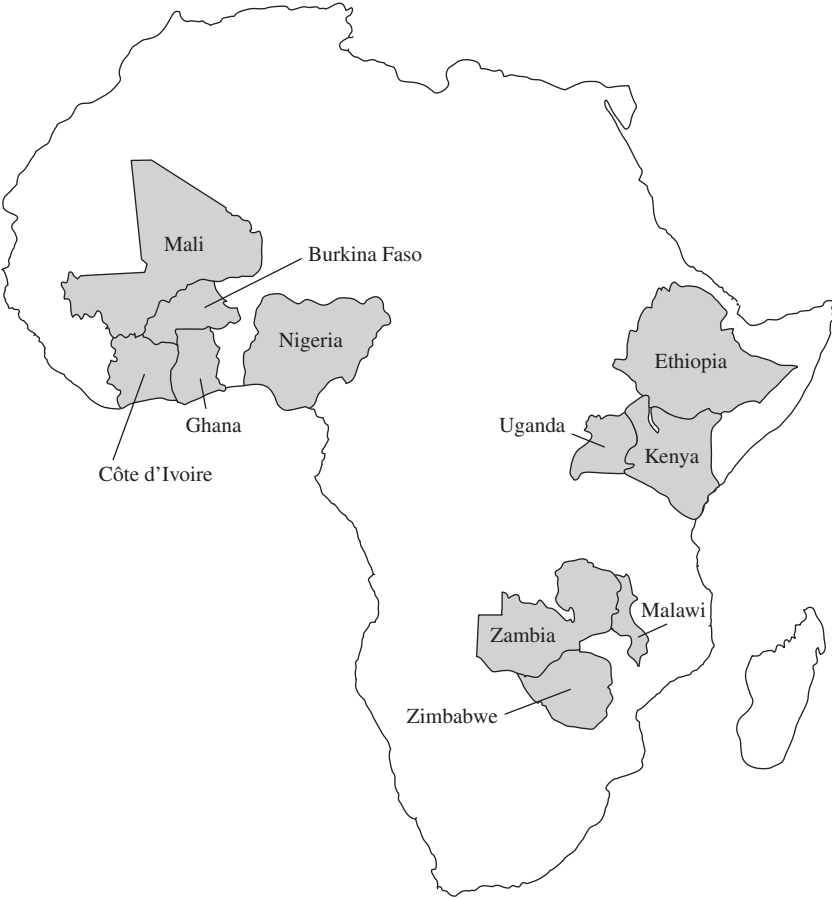 Mali
Burkina Faso
Nigeria
Ethiopia
Ghana
Uganda
Kenya
Côte d’Ivoire
Malawi
Zambia
Zimbabwe